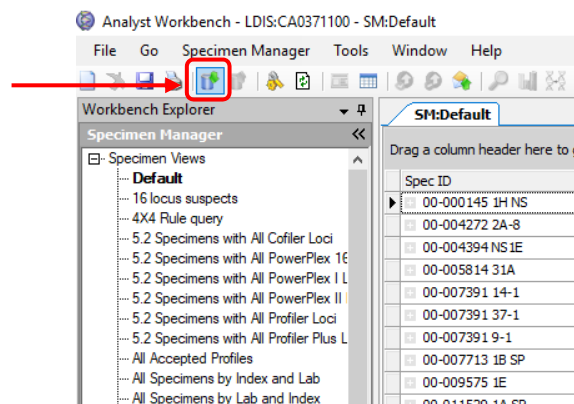 Analyst Workbench - LDIS:CA0371100 - SM:Default
File Go Specimen Manager Tools Window Help
Workbench Explorer
SM:Default
Specimen Manager
Drag a column header here to
Specimen Views
Spec ID
Default
00-000145 1H NS
16 locus suspects
00-004272 2A-8
4X4 Rule query
00-004394 NS1E
5.2 Specimens with All Cofiler Loci
00-005814 31A
5.2 Specimens with All PowerPlex 16
00-007391 14-1
5.2 Specimens with All PowerPlex I L
00-007391 37-1
5.2 Specimens with All PowerPlex II
00-007391 9-1
5.2 Specimens with All Profiler Loci
00-007713 1B SP
5.2 Specimens with All Profiler Plus L
00-009575 1E
All Accepted Profiles
All Specimens by Index and Lab
All Specimens by Lab and Index
00-011529 1A SP